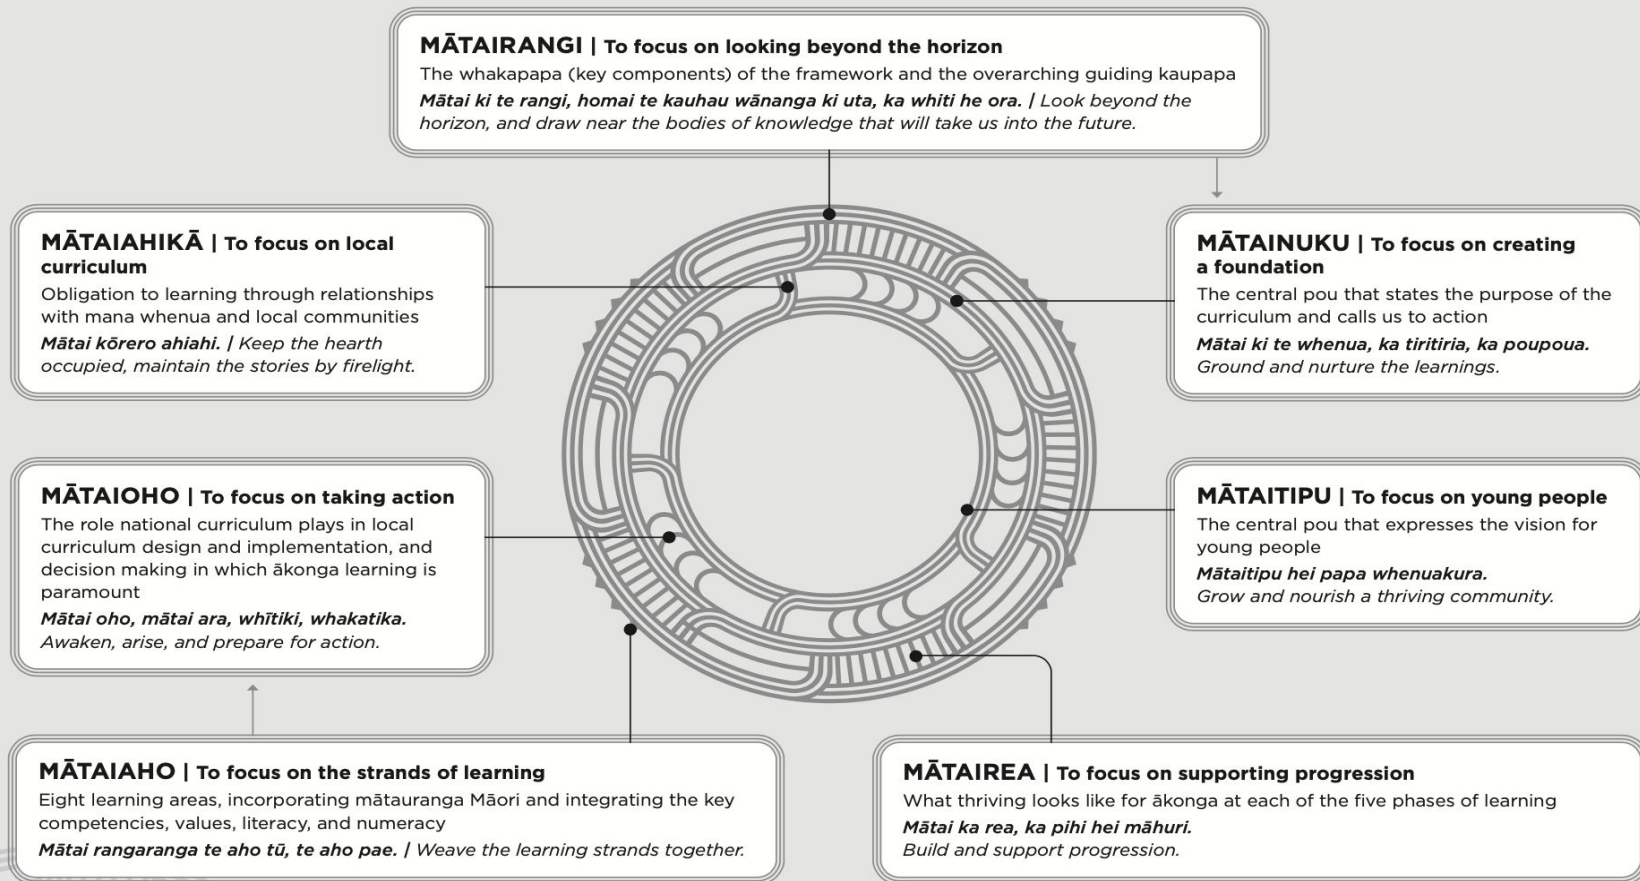 MĀTAIRANGI | To focus on looking beyond the horizon
The whakapapa (key components) of the framework and the overarching guiding kaupapa
Mātai ki te rangi, homai te kauhau wānanga ki uta, ka whiti he ora. | Look beyond the
horizon, and draw near the bodies of knowledge that will take us into the future.
MĀTAINUKU | To focus on creating
a foundation
The central pou that states the purpose of the
curriculum and calls us to action
Mātai ki te whenua, ka tiritiria, ka poupoua.
Ground and nurture the learnings.
MĀTAITIPU | To focus on young people
The central pou that expresses the vision for
young people
Mātaitipu hei papa whenuakura.
Grow and nourish a thriving community.
MĀTAIREA | To focus on supporting progression
What thriving looks like for ākonga at each of the five phases of learning
Mātai ka rea, ka pihi hei māhuri.
Build and support progression.
MĀTAIAHO | To focus on the strands of learning
Eight learning areas, incorporating mātauranga Māori and integrating the key
competencies, values, literacy, and numeracy
Mātai rangaranga te aho tū, te aho pae. | Weave the learning strands together.
MĀTAIOHO | To focus on taking action
The role national curriculum plays in local
curriculum design and implementation, and
decision making in which ākonga learning is
paramount
Mātai oho, mātai ara, whītiki, whakatika.
Awaken, arise, and prepare for action.
MĀTAIAHIKĀ | To focus on local
curriculum
Obligation to learning through relationships
with mana whenua and local communities
Mātai kōrero ahiahi. | Keep the hearth
occupied, maintain the stories by firelight.